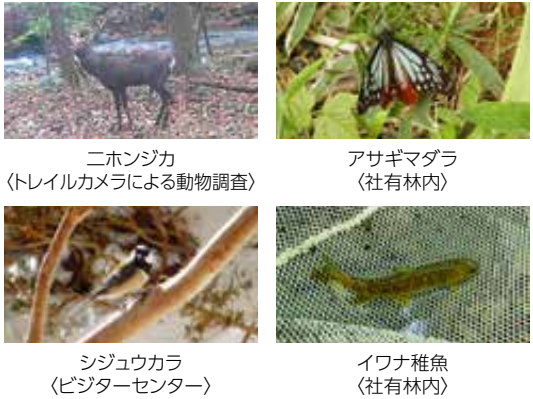 ニホンジカ
〈トレイルカメラによる動物調査〉
アサギマダラ
〈社有林内〉
シジュウカラ
〈ビジターセンター〉
イワナ稚魚
〈社有林内〉